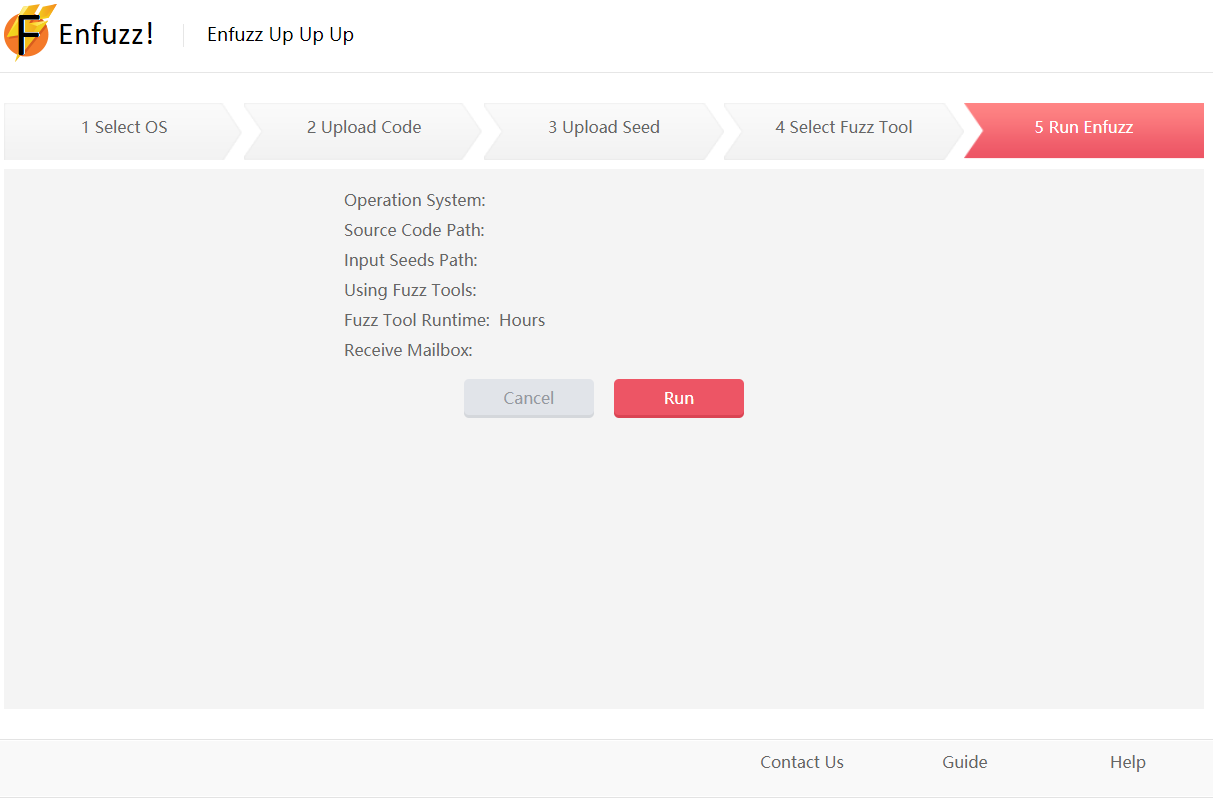 F Enfuzz! Enfuzz Up Up Up
1 Select OS 2 Upload Code 3 Upload Seed 4 Select Fuzz Tool 5 Run Enfuzz
Operation System:
Source Code Path:
Input Seeds Path:
Using Fuzz Tools:
Fuzz Tool Runtime: Hours
Receive Mailbox:
Cancel Run
Contact Us Guide Help